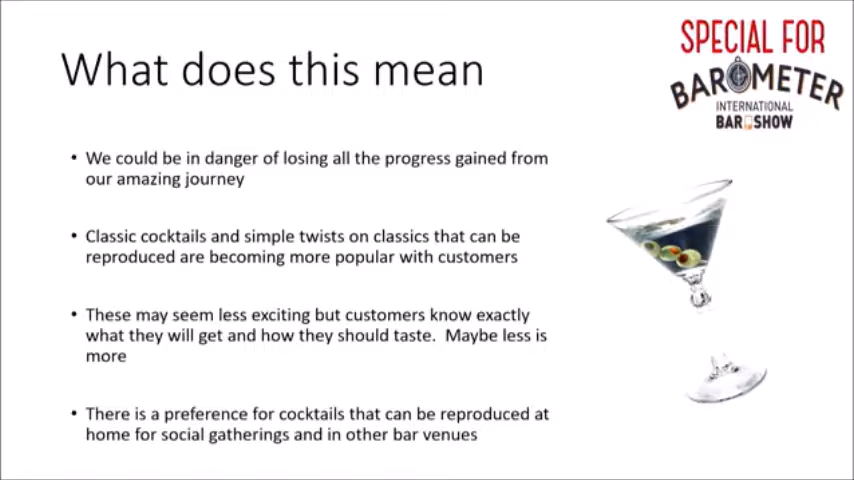 What does this mean
SPECIAL FOR
BAROMETER
INTERNATIONAL
BAR SHOW
• We could be in danger of losing all the progress gained from
our amazing journey
• Classic cocktails and simple twists on classics that can be
reproduced are becoming more popular with customers
• These may seem less exciting but customers know exactly
what they will get and how they should taste.  Maybe less is
more
• There is a preference for cocktails that can be reproduced at
home for social gatherings and in other bar venues